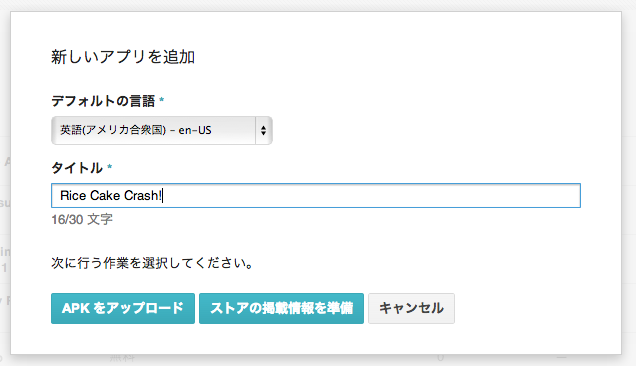 新しいアプリを追加
デフォルトの言語 *
英語(アメリカ合衆国) – en-US
タイトル *
Rice Cake Crash!
16/30 文字
次に行う作業を選択してください。
APK をアップロード ストアの掲載情報を準備 キャンセル